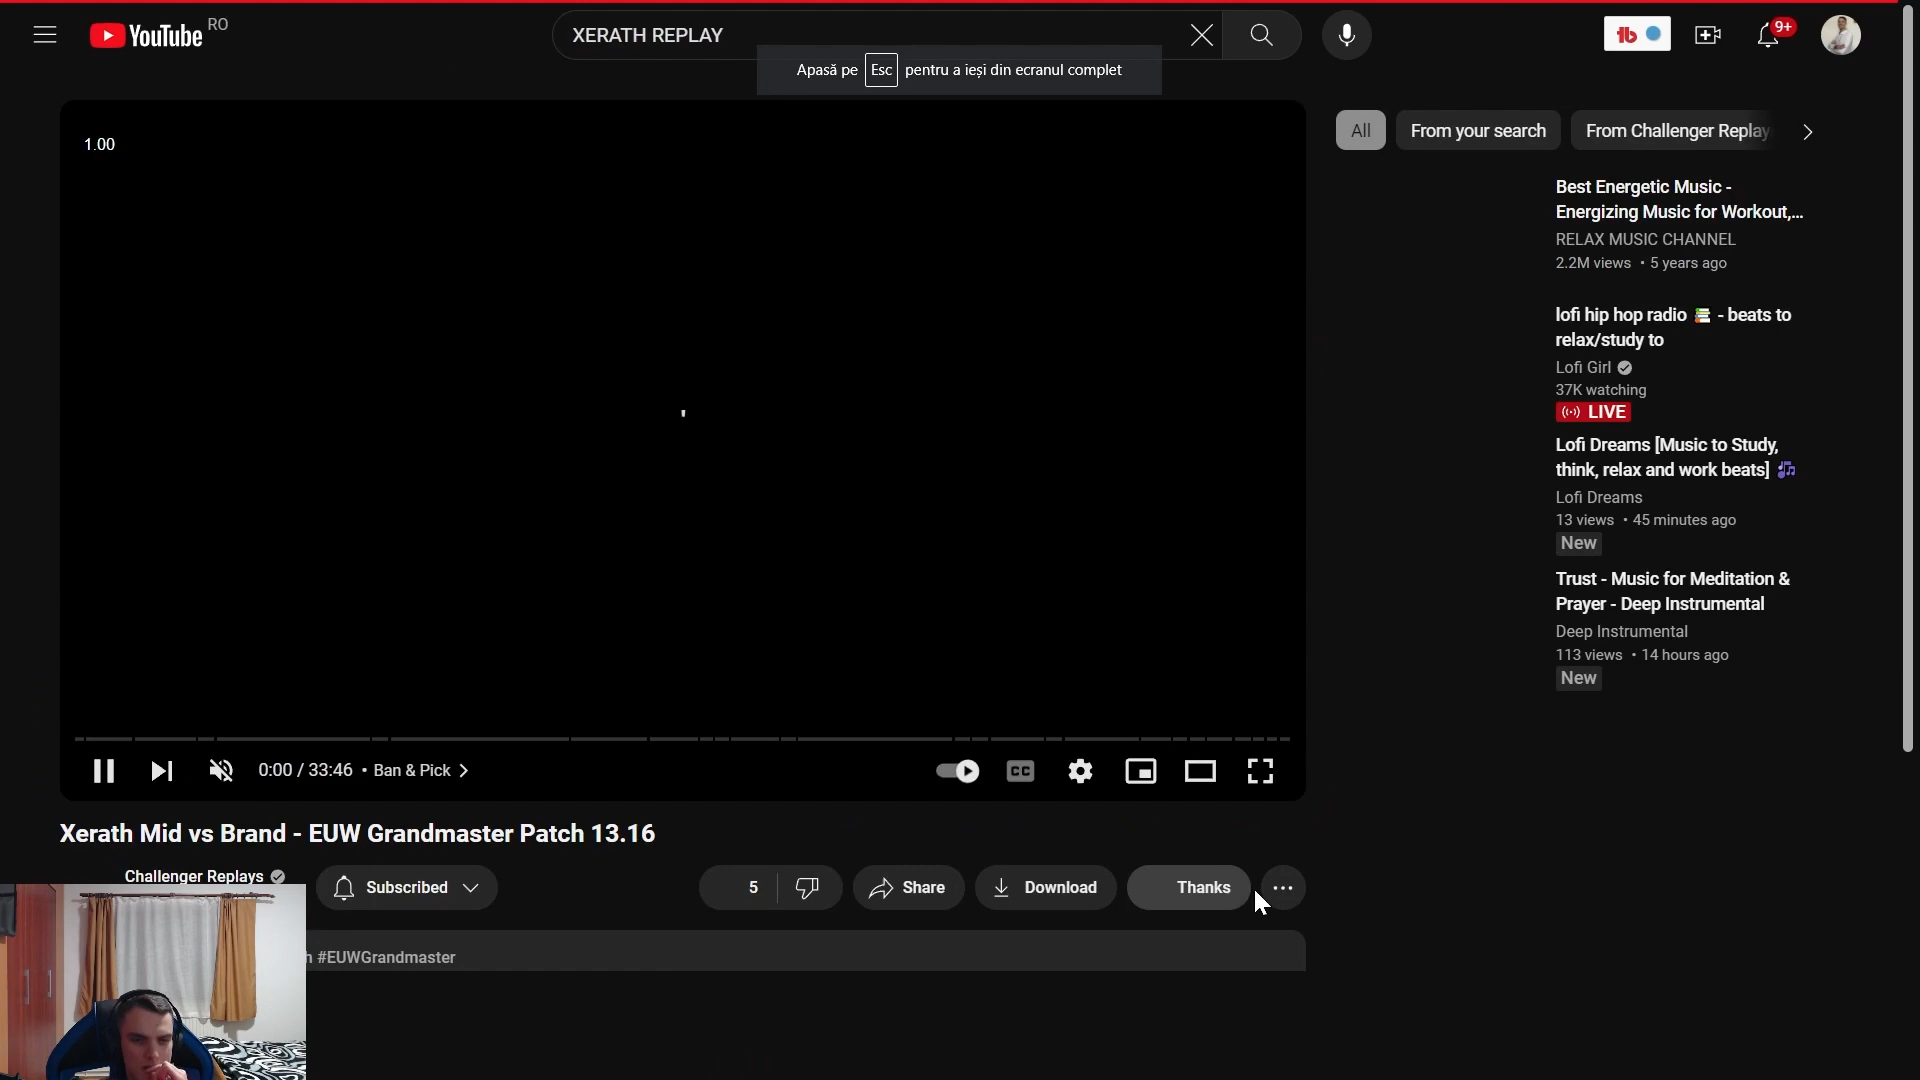 YouTube RO
XERATH REPLAY
tb
9+
Apasă pe Esc pentru a ieși din ecranul complet
1.00
All
From your search
From Challenger Replay
Best Energetic Music -
Energizing Music for Workout,...
RELAX MUSIC CHANNEL
2.2M views • 5 years ago
lofi hip hop radio 📚 - beats to
relax/study to
Lofi Girl
37K watching
LIVE
Lofi Dreams [Music to Study,
think, relax and work beats] 🎶
Lofi Dreams
13 views • 45 minutes ago
New
Trust - Music for Meditation &
Prayer - Deep Instrumental
Deep Instrumental
113 views • 14 hours ago
New
0:00 / 33:46 • Ban & Pick
CC
Xerath Mid vs Brand - EUW Grandmaster Patch 13.16
Challenger Replays
Subscribed
5
Share
Download
Thanks
h #EUWGrandmaster